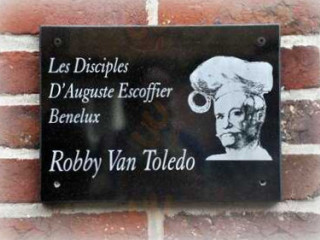 Les Disciples
D'Auguste Escoffier
Benelux
Robby Van Toledo